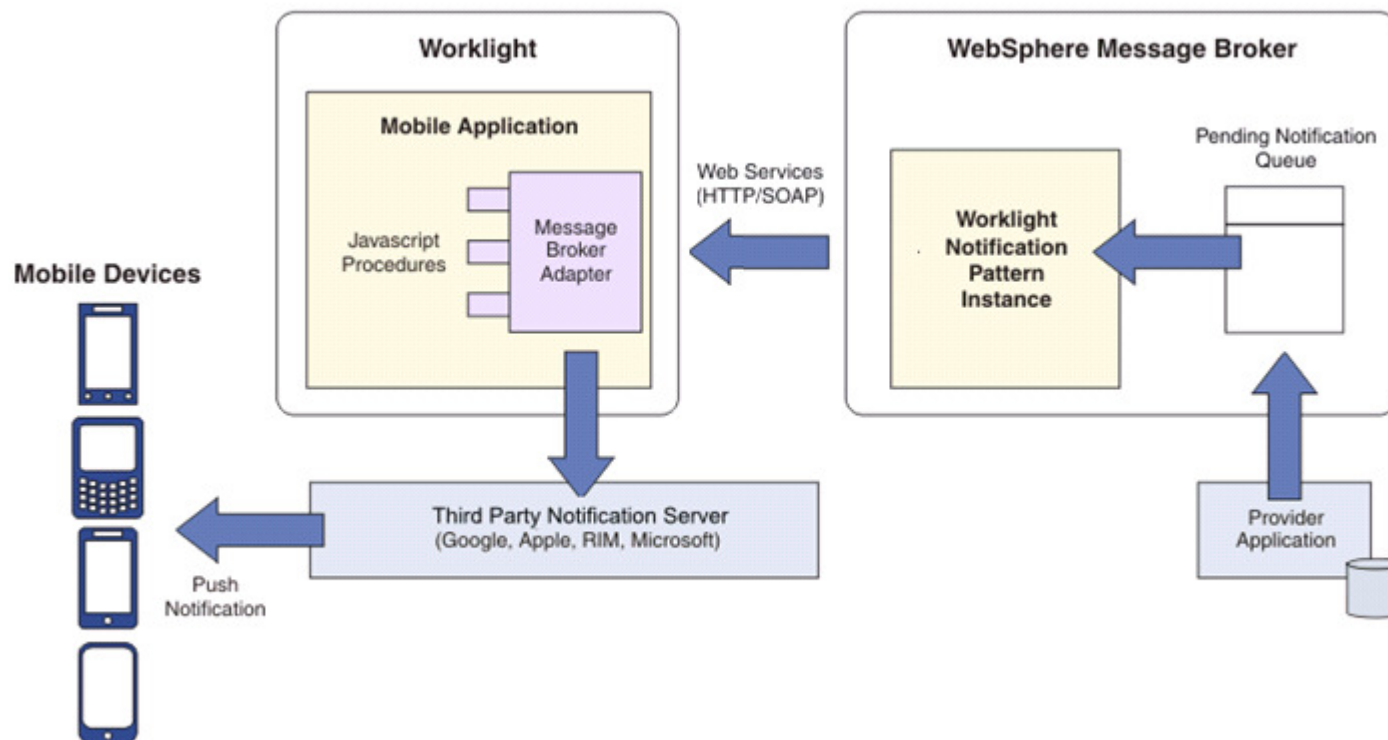 Worklight
WebSphere Message Broker
Mobile Application
Pending Notification
Queue
Web Services
(HTTP/SOAP)
Javascript
Procedures
Message
Broker
Adapter
Worklight
Notification
Pattern
Instance
Mobile Devices
Third Party Notification Server
(Google, Apple, RIM, Microsoft)
Provider
Application
Push
Notification